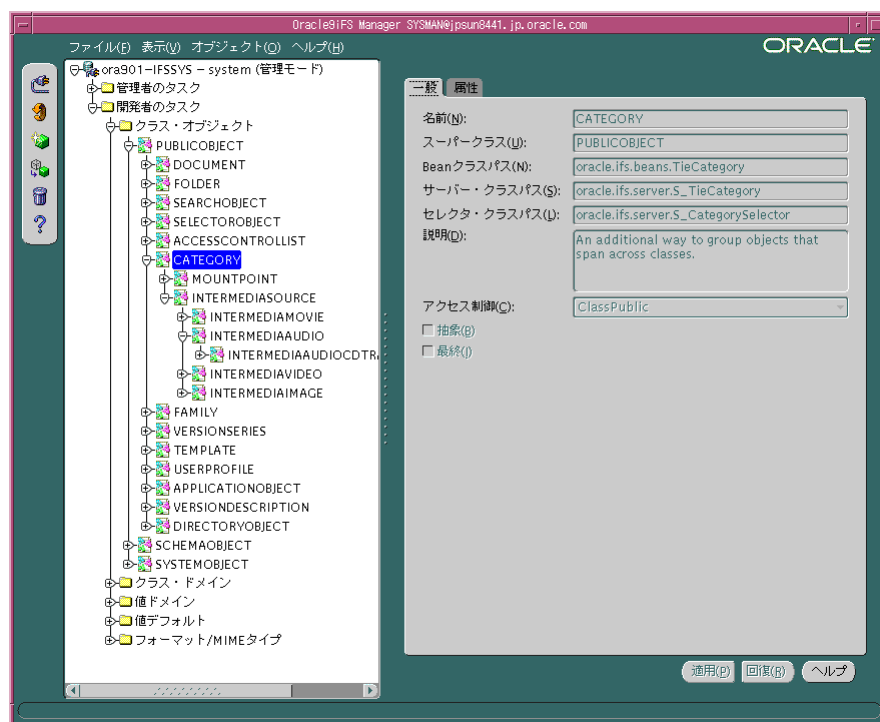 Oracle9iFS Manager SYSMAN@jpsun8441.jp.oracle.com
ファイル(F) 表示(V) オブジェクト(O) ヘルプ(H)
ORACLE
ora901-IFSSYS - system (管理モード)
管理者のタスク
開発者のタスク
クラス・オブジェクト
PUBLICOBJECT
DOCUMENT
FOLDER
SEARCHOBJECT
SELECTOROBJECT
ACCESSCONTROLLIST
CATEGORY
MOUNTPOINT
INTERMEDIASOURCE
INTERMEDIAMOVIE
INTERMEDIAAUDIO
INTERMEDIAAUDIOCDTR
INTERMEDIAVIDEO
INTERMEDIAIMAGE
FAMILY
VERSIONSERIES
TEMPLATE
USERPROFILE
APPLICATIONOBJECT
VERSIONDESCRIPTION
DIRECTORYOBJECT
SCHEMAOBJECT
SYSTEMOBJECT
クラス・ドメイン
値ドメイン
値デフォルト
フォーマット/MIMEタイプ
一般 属性
名前(N): CATEGORY
スーパークラス(U): PUBLICOBJECT
Beanクラスパス(N): oracle.ifs.beans.TieCategory
サーバー・クラスパス(S): oracle.ifs.server.S_TieCategory
セレクタ・クラスパス(L): oracle.ifs.server.S_CategorySelector
説明(D): An additional way to group objects that
span across classes.
アクセス制御(C): ClassPublic
抽象(B)
最終(I)
適用(P) 回復(R) ヘルプ